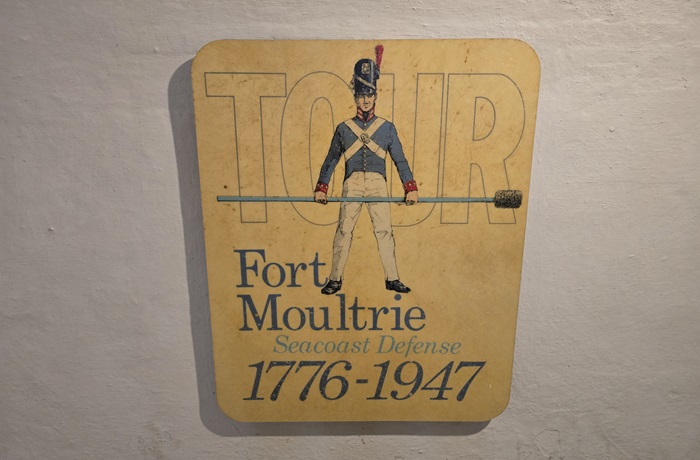 TOUR
Fort
Moultrie
Seacoast Defense
1776-1947